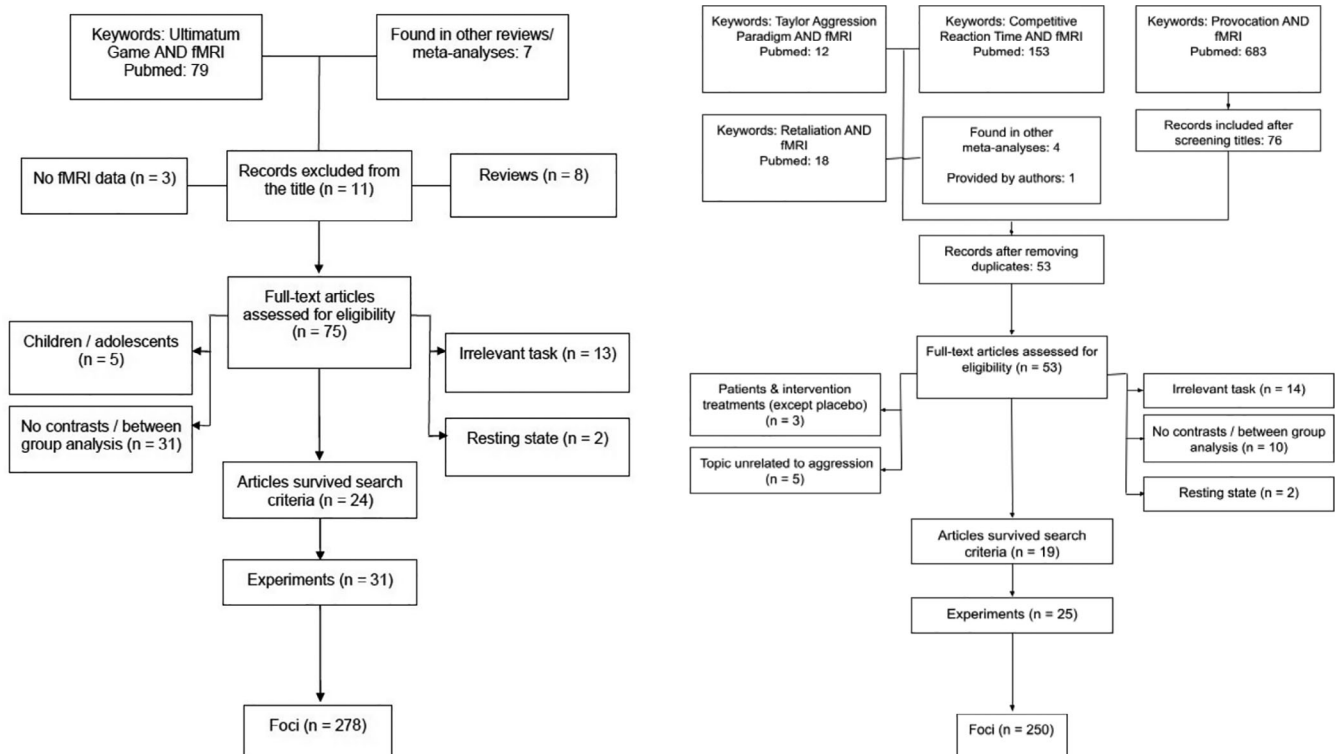 Keywords: Ultimatum
Game AND fMRI
Pubmed: 79
Found in other reviews/
meta-analyses: 7
No fMRI data (n = 3)
Records excluded from
the title (n = 11)
Reviews (n = 8)
Full-text articles
assessed for eligibility
(n = 75)
Children / adolescents
(n = 5)
Irrelevant task (n = 13)
No contrasts / between
group analysis (n = 31)
Resting state (n = 2)
Articles survived search
criteria (n = 24)
Experiments (n = 31)
Foci (n = 278)
Keywords: Taylor Aggression
Paradigm AND fMRI
Pubmed: 12
Keywords: Competitive
Reaction Time AND fMRI
Pubmed: 153
Keywords: Provocation AND
fMRI
Pubmed: 683
Keywords: Retaliation AND
fMRI
Pubmed: 18
Found in other
meta-analyses: 4
Provided by authors: 1
Records included after
screening titles: 76
Records after removing
duplicates: 53
Full-text articles assessed for
eligibility (n = 53)
Patients & intervention
treatments (except placebo)
(n = 3)
Irrelevant task (n = 14)
No contrasts / between group
analysis (n = 10)
Topic unrelated to aggression
(n = 5)
Resting state (n = 2)
Articles survived search
criteria (n = 19)
Experiments (n = 25)
Foci (n = 250)